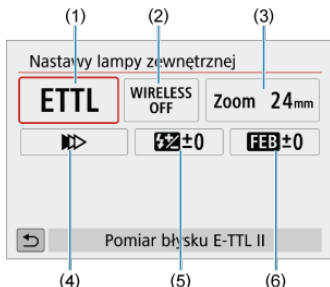 (1) (2) (3)
Nastawy lampy zewnętrznej
ETTL WIRELESS OFF Zoom 24mm
±0 FEB±0
Pomiar błysku E-TTL II
(4) (5) (6)